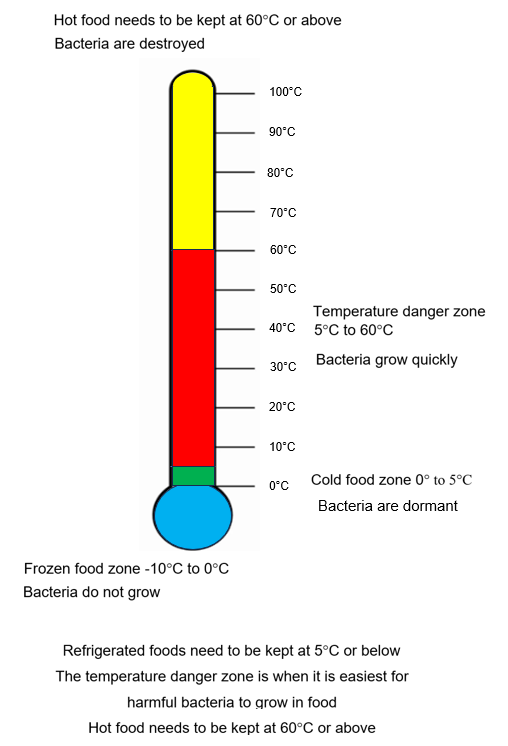 Hot food needs to be kept at 60°C or above
Bacteria are destroyed
100°C
90°C
80°C
70°C
60°C
50°C
Temperature danger zone
40°C
5°C to 60°C
Bacteria grow quickly
30°C
20°C
10°C
0°C
Cold food zone 0° to 5°C
Bacteria are dormant
Frozen food zone -10°C to 0°C
Bacteria do not grow
Refrigerated foods need to be kept at 5°C or below
The temperature danger zone is when it is easiest for
harmful bacteria to grow in food
Hot food needs to be kept at 60°C or above